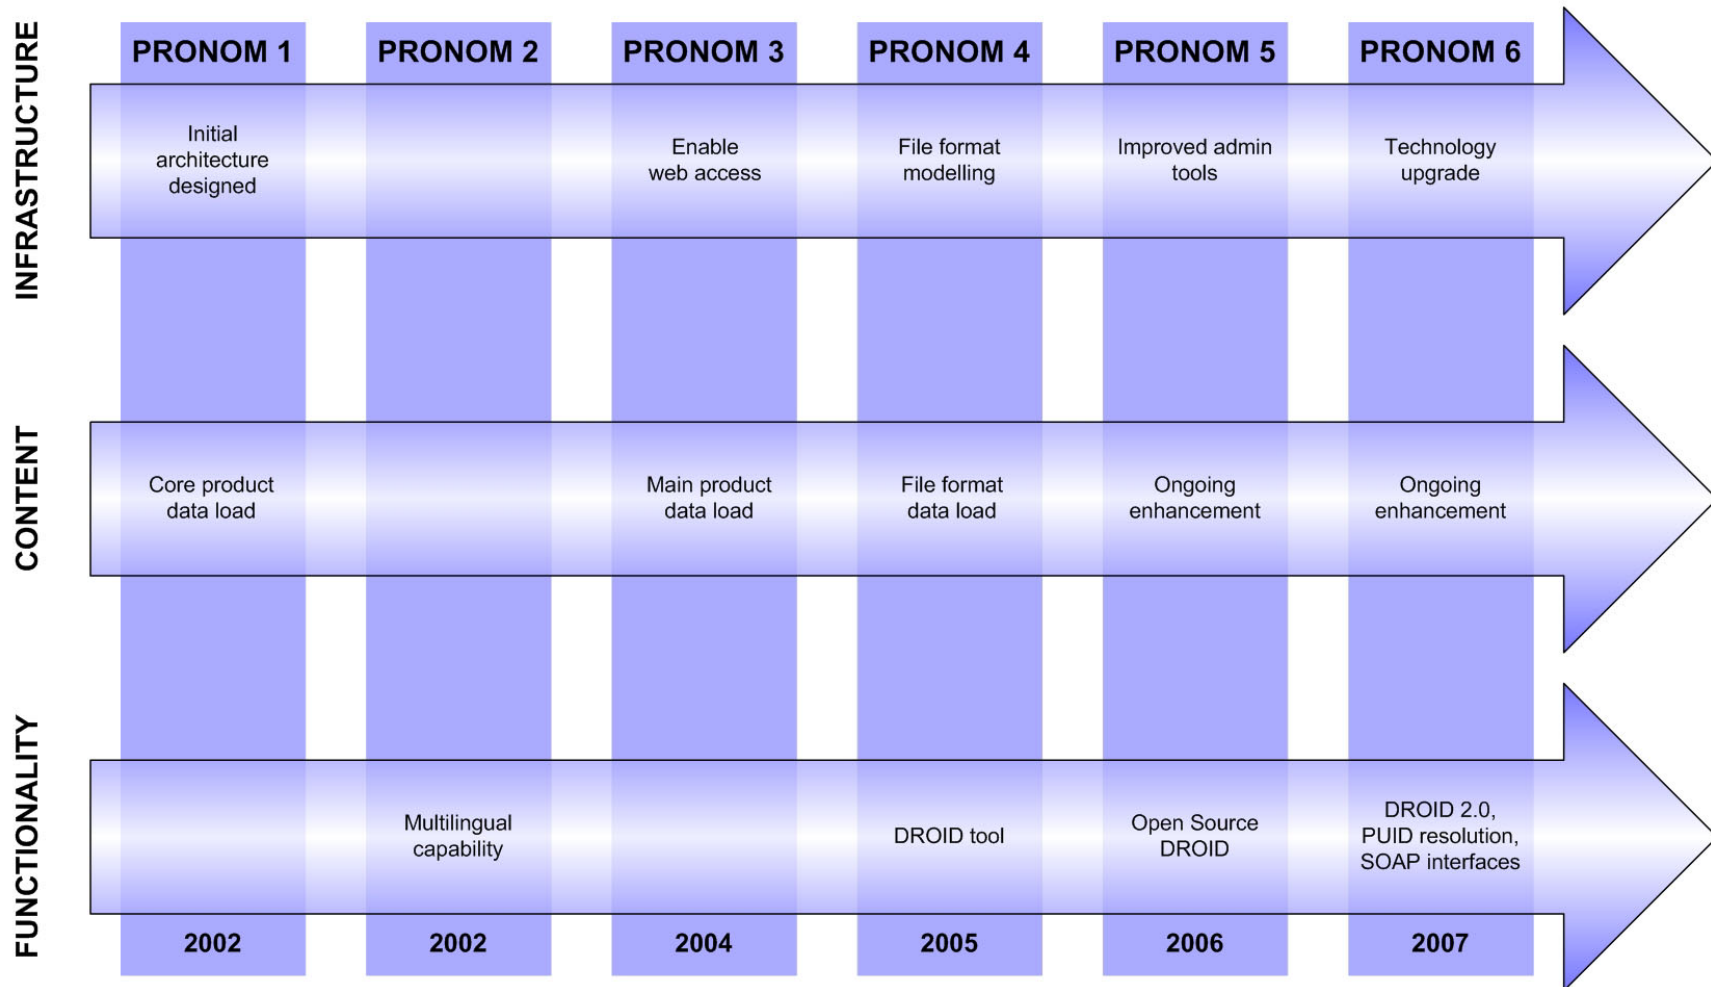 INFRASTRUCTURE
PRONOM 1
PRONOM 2
PRONOM 3
PRONOM 4
PRONOM 5
PRONOM 6
Initial
architecture
designed
Enable
web access
File format
modelling
Improved admin
tools
Technology
upgrade
CONTENT
Core product
data load
Main product
data load
File format
data load
Ongoing
enhancement
Ongoing
enhancement
FUNCTIONALITY
Multilingual
capability
DROID tool
Open Source
DROID
DROID 2.0,
PUID resolution,
SOAP interfaces
2002
2002
2004
2005
2006
2007